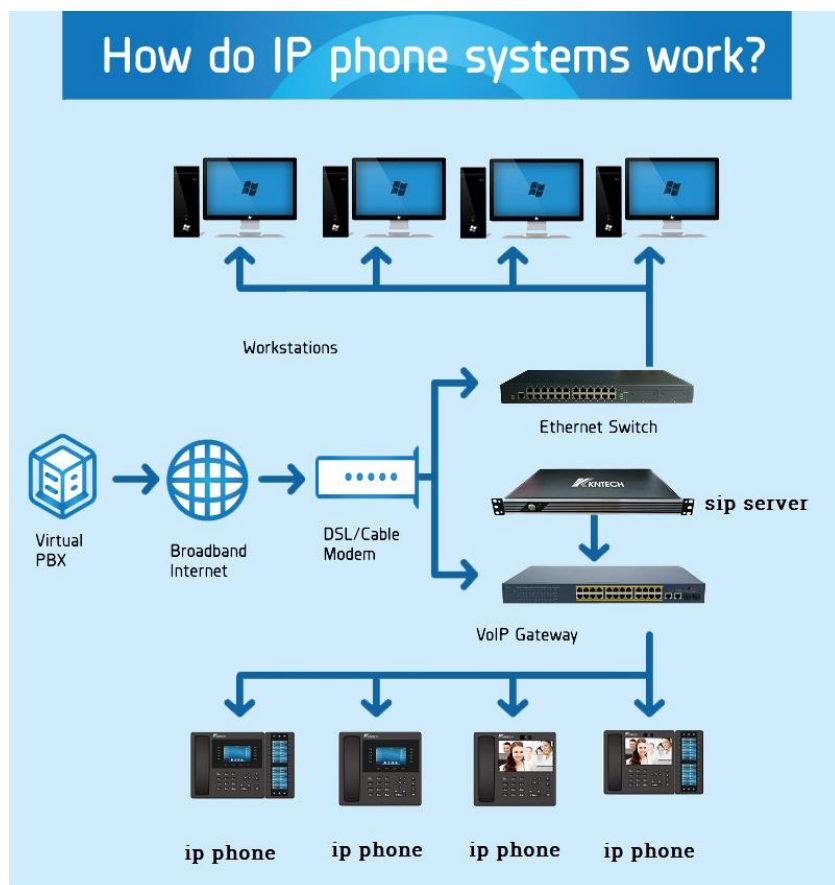 How do IP phone systems work?
Workstations
Ethernet Switch
KNTECH
sip server
Virtual
PBX
Broadband
Internet
DSL/Cable
Modem
VoIP Gateway
ip phone
ip phone
ip phone
ip phone